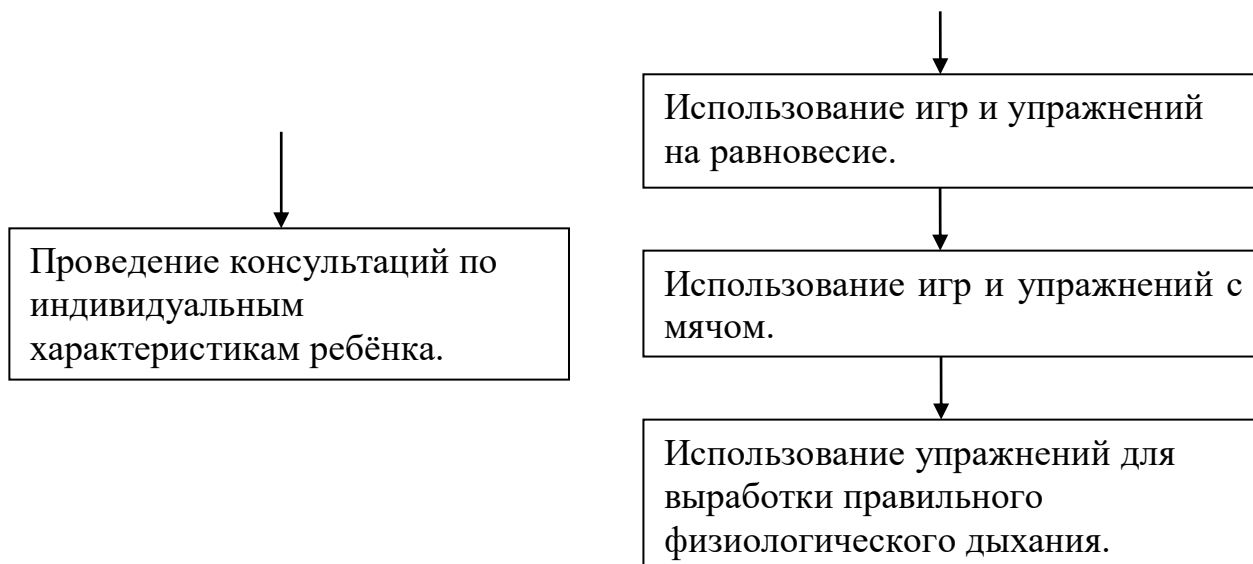 Использование игр и упражнений
на равновесие.
Проведение консультаций по
индивидуальным
характеристикам ребёнка.
Использование игр и упражнений с
мячом.
Использование упражнений для
выработки правильного
физиологического дыхания.